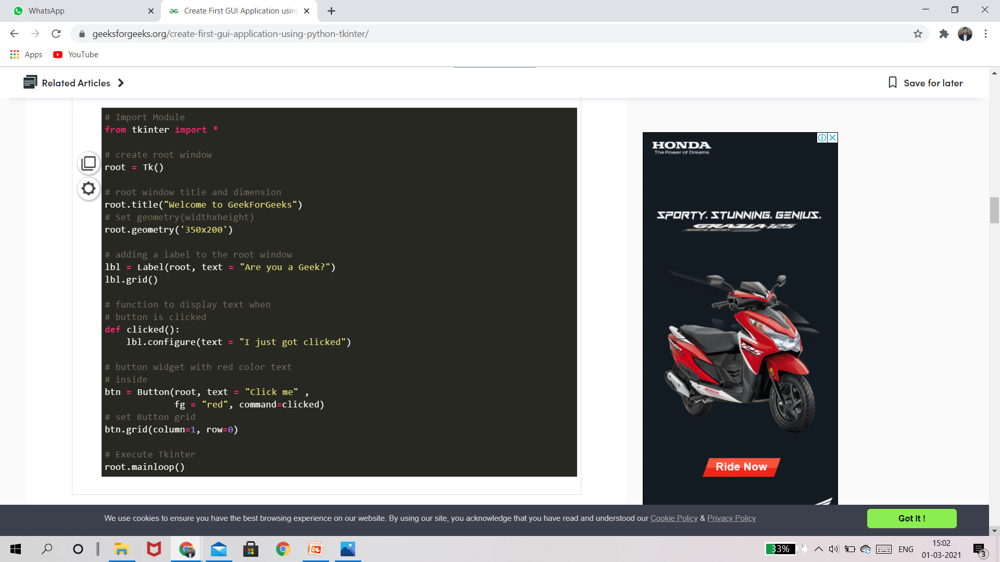 WhatsApp
Create First GUI Application using
geeksforgeeks.org/create-first-gui-application-using-python-tkinter/
Apps
YouTube
Related Articles
Save for later
# Import Module
from tkinter import *
# create root window
root = Tk()
# root window title and dimension
root.title("Welcome to GeekForGeeks")
# Set geometry(widthxheight)
root.geometry('350x200')
# adding a label to the root window
lbl = Label(root, text = "Are you a Geek?")
lbl.grid()
# function to display text when
# button is clicked
def clicked():
    lbl.configure(text = "I just got clicked")
# button widget with red color text
# inside
btn = Button(root, text = "Click me" ,
             fg = "red", command=clicked)
# set Button grid
btn.grid(column=1, row=0)
# Execute Tkinter
root.mainloop()
HONDA
The Power of Dreams
SPORTY. STUNNING. GENIUS.
GRAZIA 125
SPORTS EDITION
125
HONDA
Ride Now
We use cookies to ensure you have the best browsing experience on our website. By using our site, you acknowledge that you have read and understood our Cookie Policy & Privacy Policy
Got It !
33%
ENG
15:02
01-03-2021
3